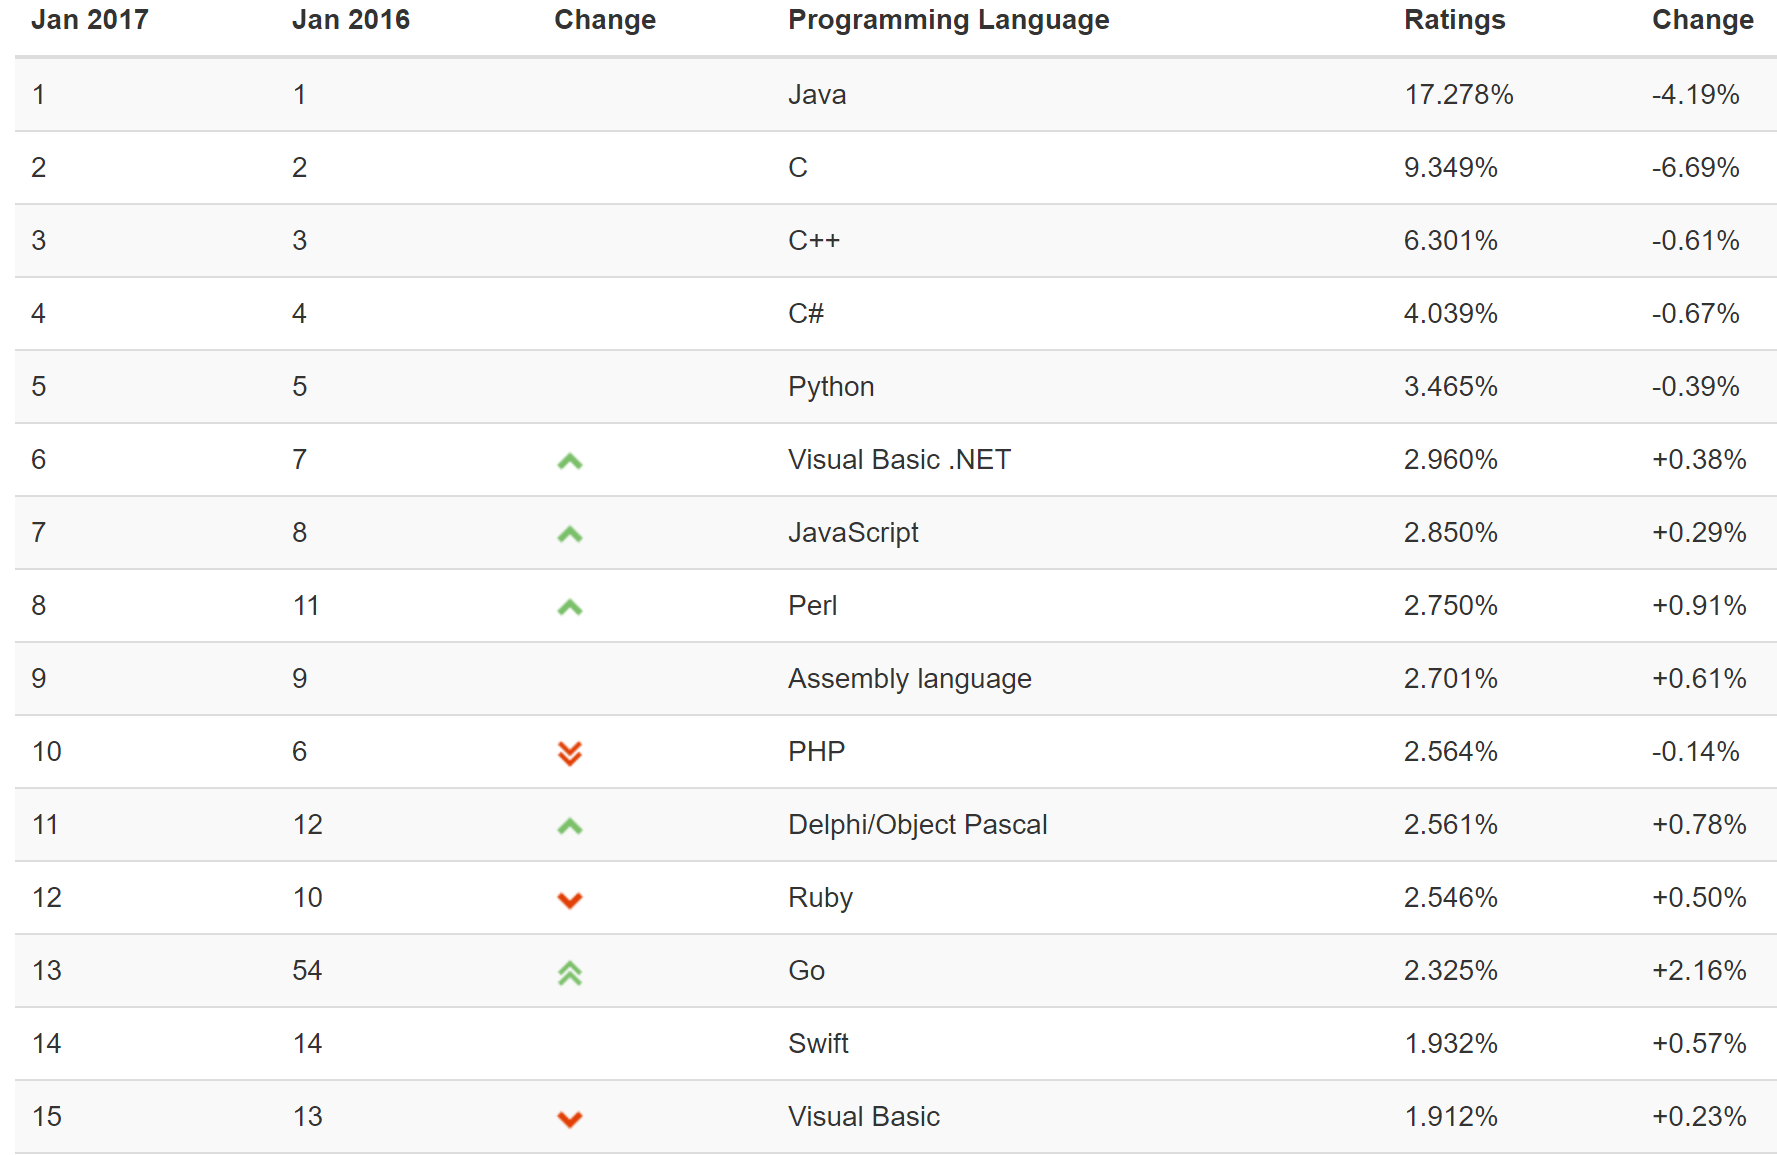 Jan 2017 Jan 2016 Change Programming Language Ratings Change
1 1 Java 17.278% -4.19%
2 2 C 9.349% -6.69%
3 3 C++ 6.301% -0.61%
4 4 C# 4.039% -0.67%
5 5 Python 3.465% -0.39%
6 7 Visual Basic .NET 2.960% +0.38%
7 8 JavaScript 2.850% +0.29%
8 11 Perl 2.750% +0.91%
9 9 Assembly language 2.701% +0.61%
10 6 PHP 2.564% -0.14%
11 12 Delphi/Object Pascal 2.561% +0.78%
12 10 Ruby 2.546% +0.50%
13 54 Go 2.325% +2.16%
14 14 Swift 1.932% +0.57%
15 13 Visual Basic 1.912% +0.23%